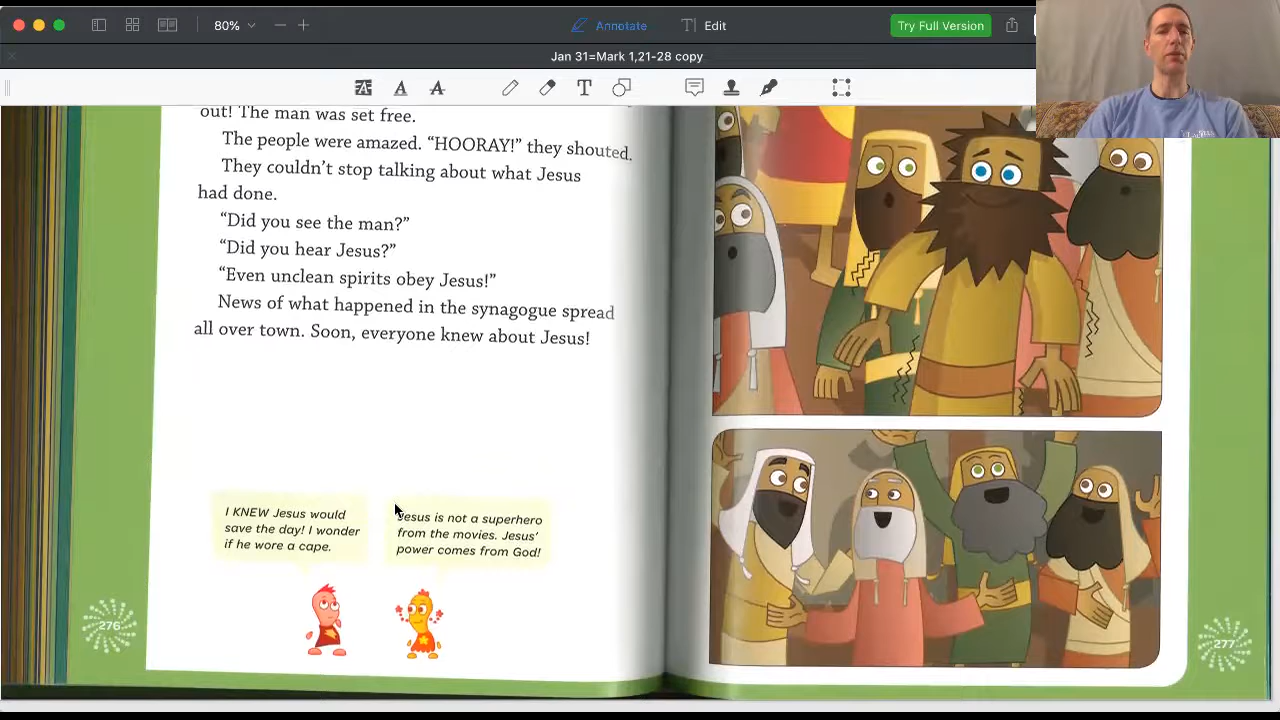 80%
Annotate
Edit
Try Full Version
Jan 31=Mark 1,21-28 copy
out! The man was set free.
The people were amazed. “HOORAY!” they shouted.
They couldn’t stop talking about what Jesus
had done.
“Did you see the man?”
“Did you hear Jesus?”
“Even unclean spirits obey Jesus!”
News of what happened in the synagogue spread
all over town. Soon, everyone knew about Jesus!
I KNEW Jesus would
save the day! I wonder
if he wore a cape.
Jesus is not a superhero
from the movies. Jesus’
power comes from God!
276
277